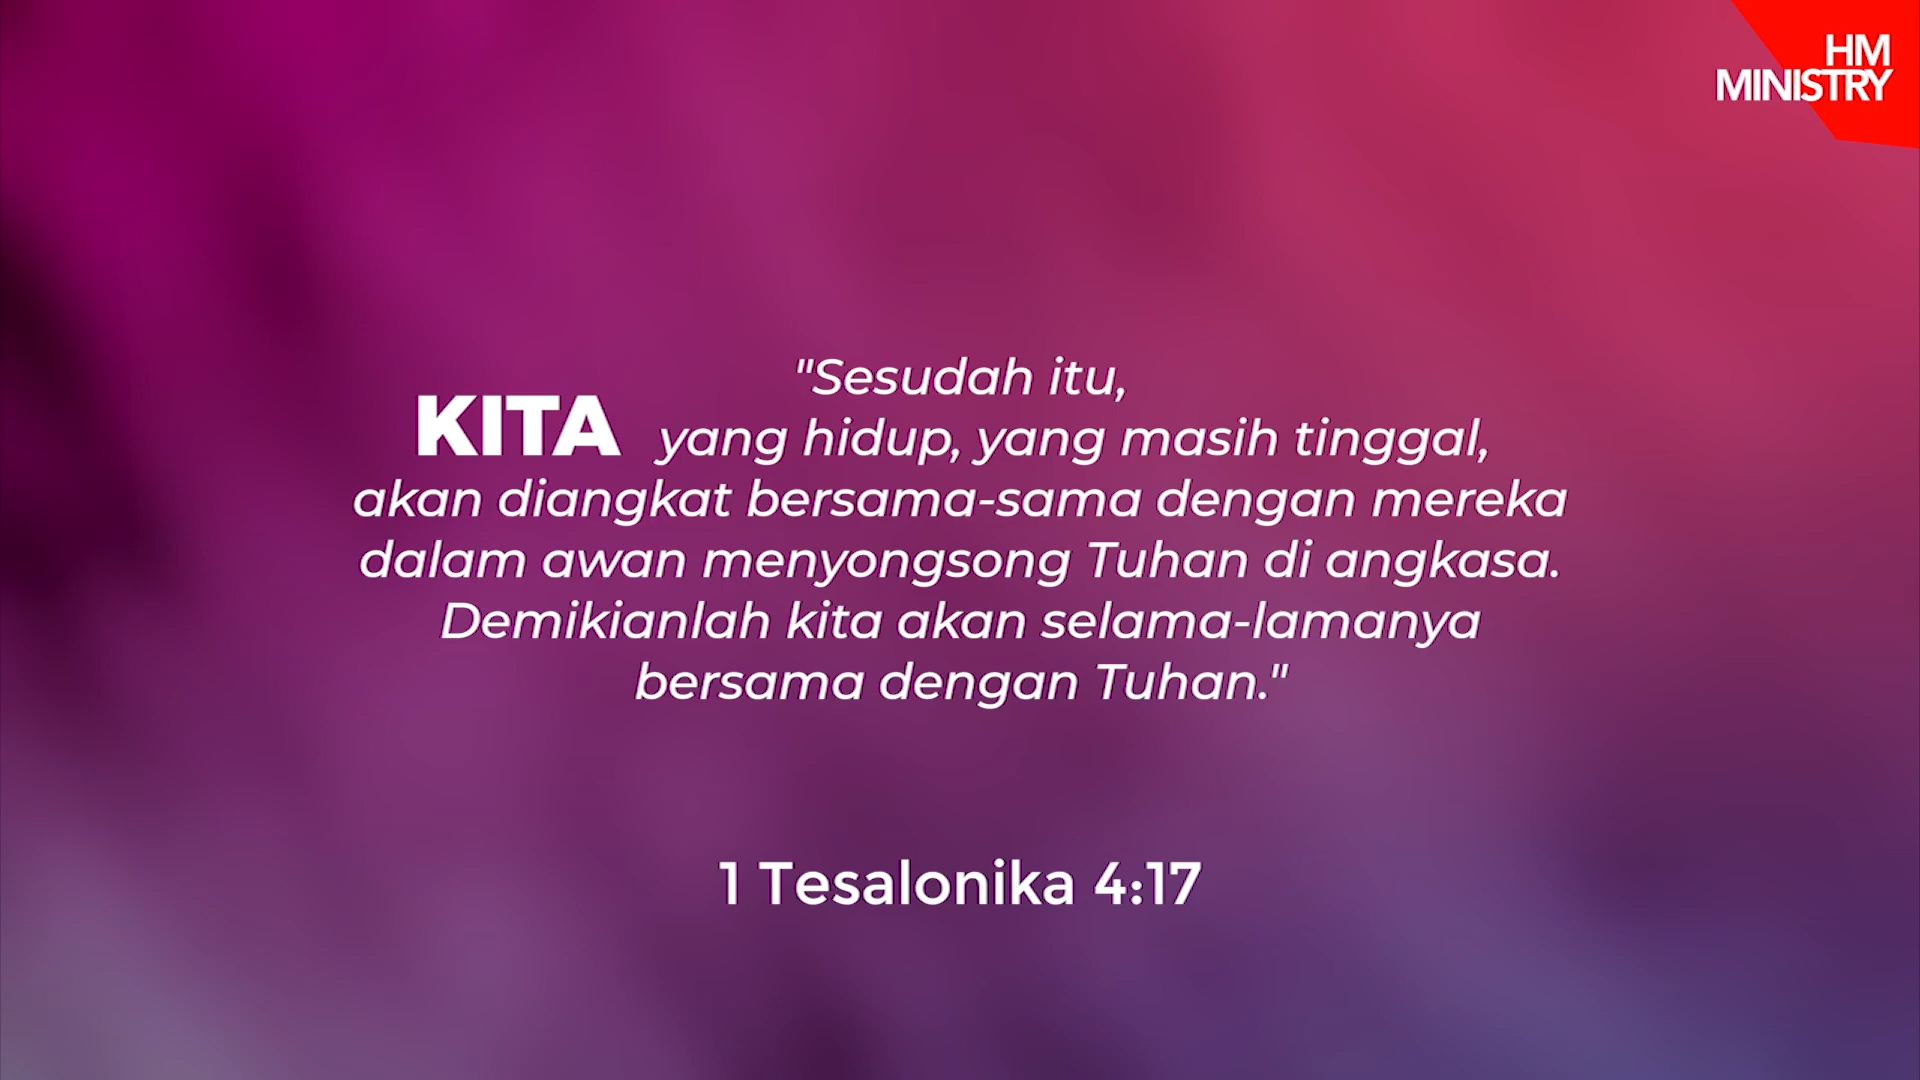 HM
MINISTRY
"Sesudah itu,
KITA yang hidup, yang masih tinggal,
akan diangkat bersama-sama dengan mereka
dalam awan menyongsong Tuhan di angkasa.
Demikianlah kita akan selama-lamanya
bersama dengan Tuhan."
1 Tesalonika 4:17